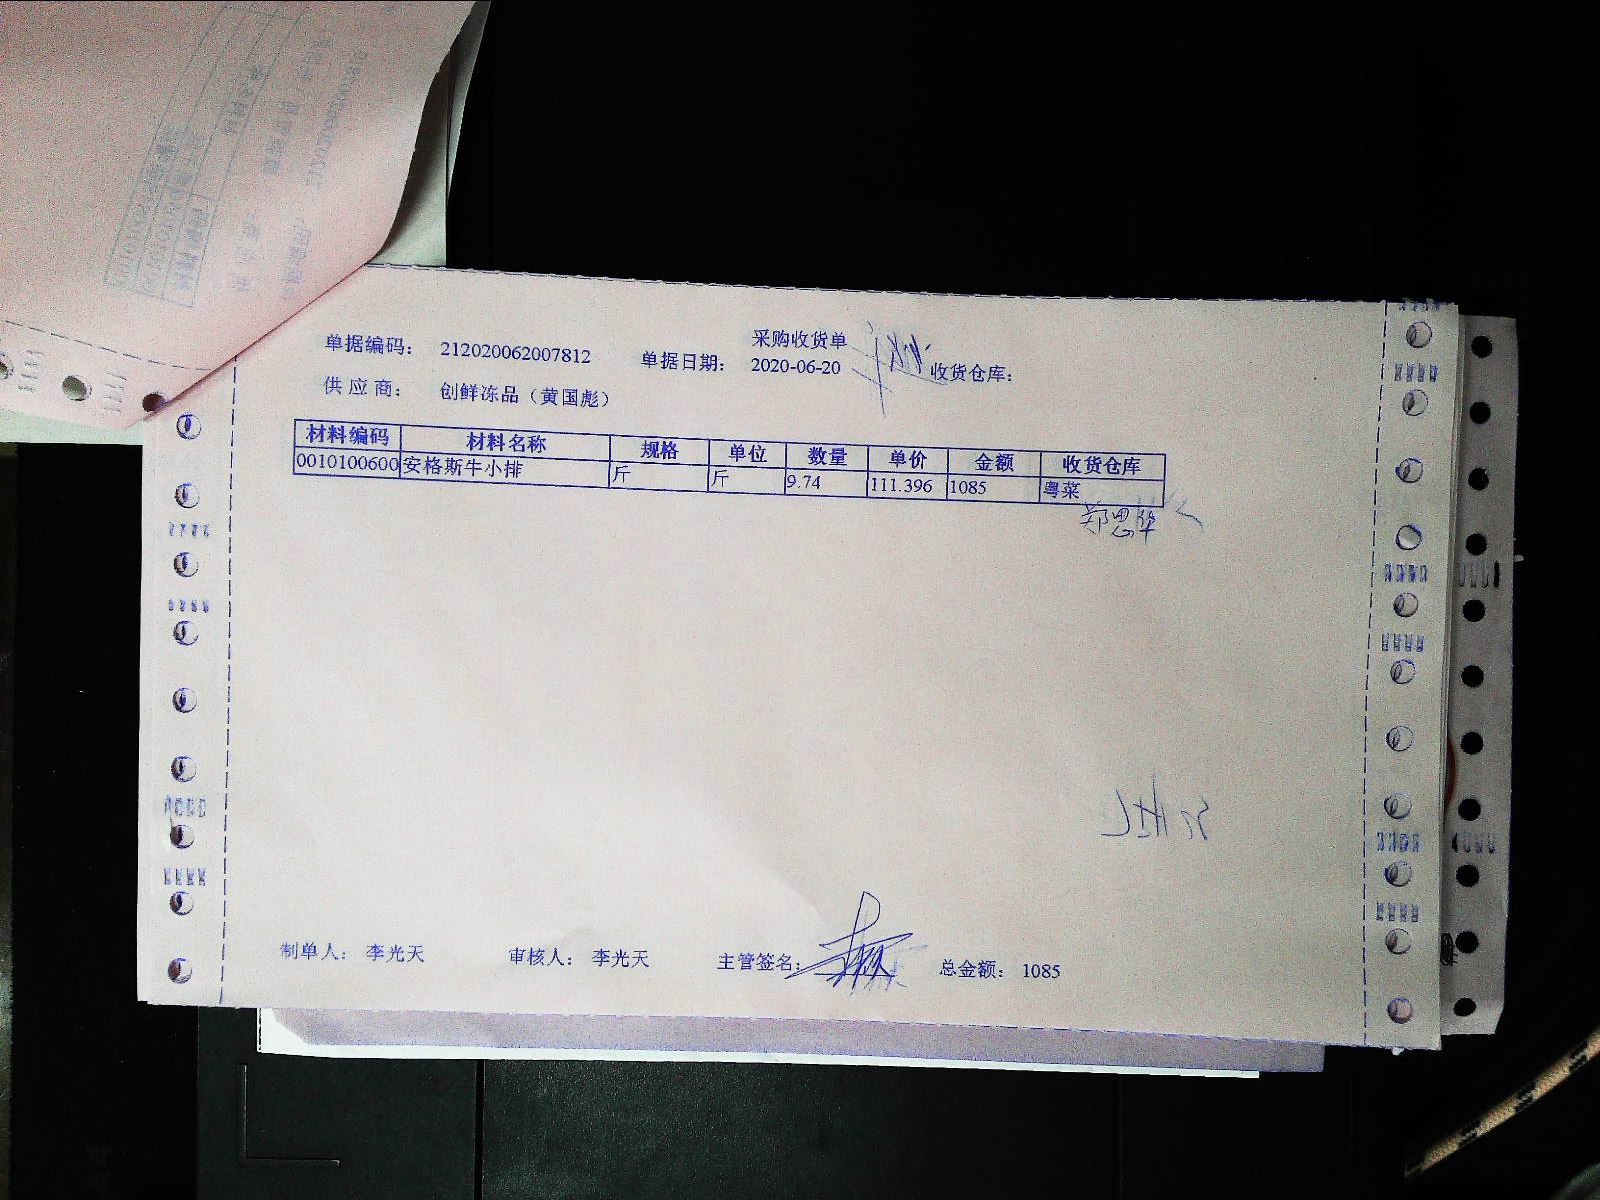 采购收货单
单据编码： 212020062007812 单据日期： 2020-06-20 收货仓库：
供 应 商： 创鲜冻品（黄国彪）
材料编码 材料名称 规格 单位 数量 单价 金额 收货仓库
0010100600 安格斯牛小排 斤 斤 9.74 111.396 1085 粤菜
郑思华
制单人： 李光天 审核人： 李光天 主管签名： 总金额： 1085